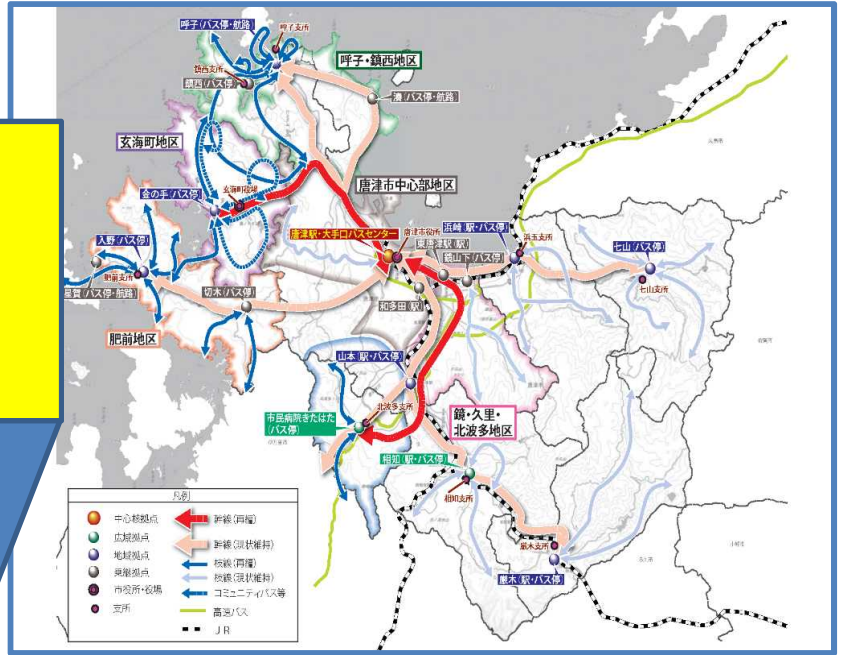 呼子(バス停・航路)
呼子支所
呼子・鎮西地区
鎮西支所
鎮西(バス停)
湊(バス停・航路)
玄海町地区
玄海町役場
金の手(バス停)
唐津市中心部地区
唐津駅・大手口バスセンター
唐津市役所
東唐津駅(駅)
浜崎(駅・バス停)
浜玉支所
鏡山下(バス停)
七山(バス停)
七山支所
入野(バス停)
肥前支所
星賀(バス停・航路)
切木(バス停)
和多田(駅)
肥前地区
山本(駅・バス停)
北波多支所
市民病院きたはた
(バス停)
鏡・久里・
北波多地区
相知(駅・バス停)
相知支所
厳木支所
厳木(駅・バス停)
凡例
中心核拠点
広域拠点
地域拠点
乗継拠点
市役所・役場
支所
幹線(再編)
幹線(現状維持)
枝線(再編)
枝線(現状維持)
コミュニティバス等
高速バス
JR